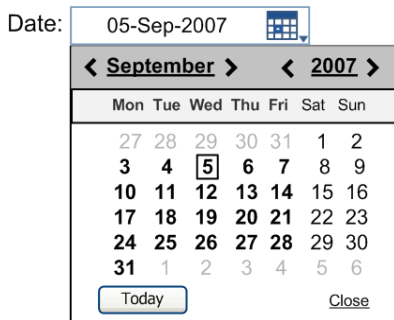 Date: 05-Sep-2007
September 2007
Mon Tue Wed Thu Fri Sat Sun
27 28 29 30 31 1 2
3 4 5 6 7 8 9
10 11 12 13 14 15 16
17 18 19 20 21 22 23
24 25 26 27 28 29 30
31 1 2 3 4 5 6
Today Close